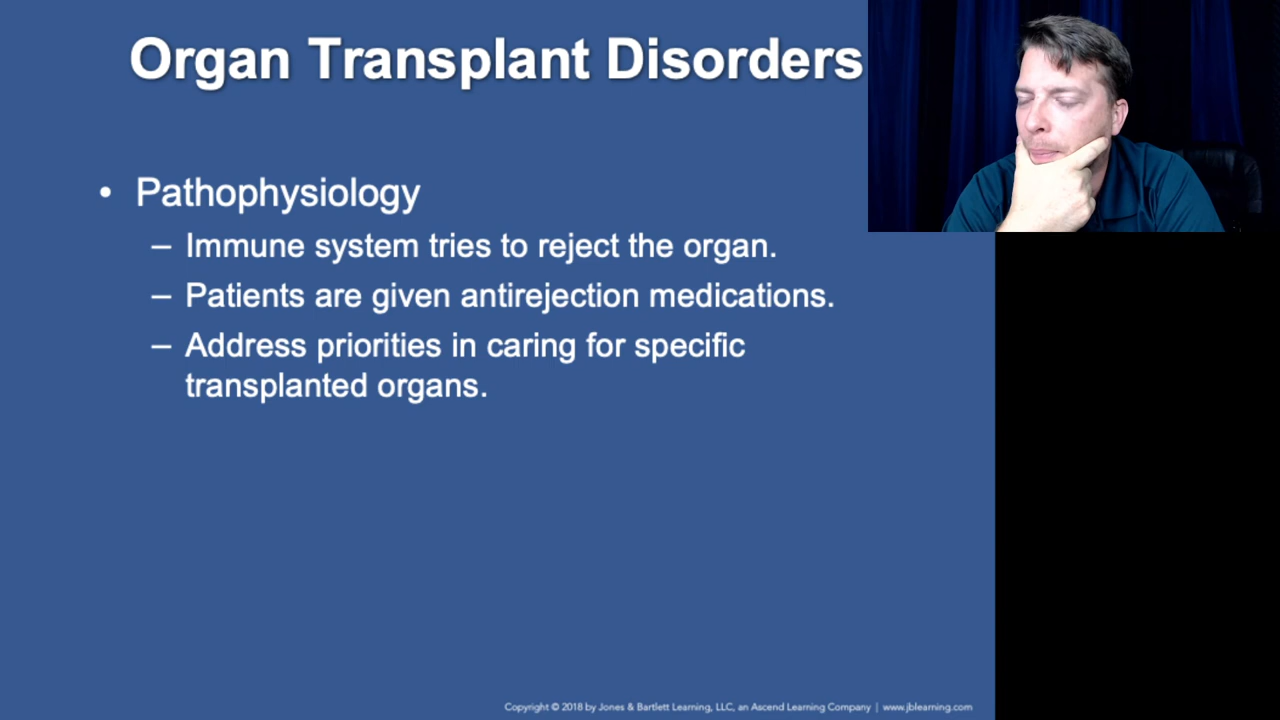 Organ Transplant Disorders
• Pathophysiology
– Immune system tries to reject the organ.
– Patients are given antirejection medications.
– Address priorities in caring for specific
transplanted organs.
Copyright © 2018 by Jones & Bartlett Learning, LLC, an Ascend Learning Company | www.jblearning.com